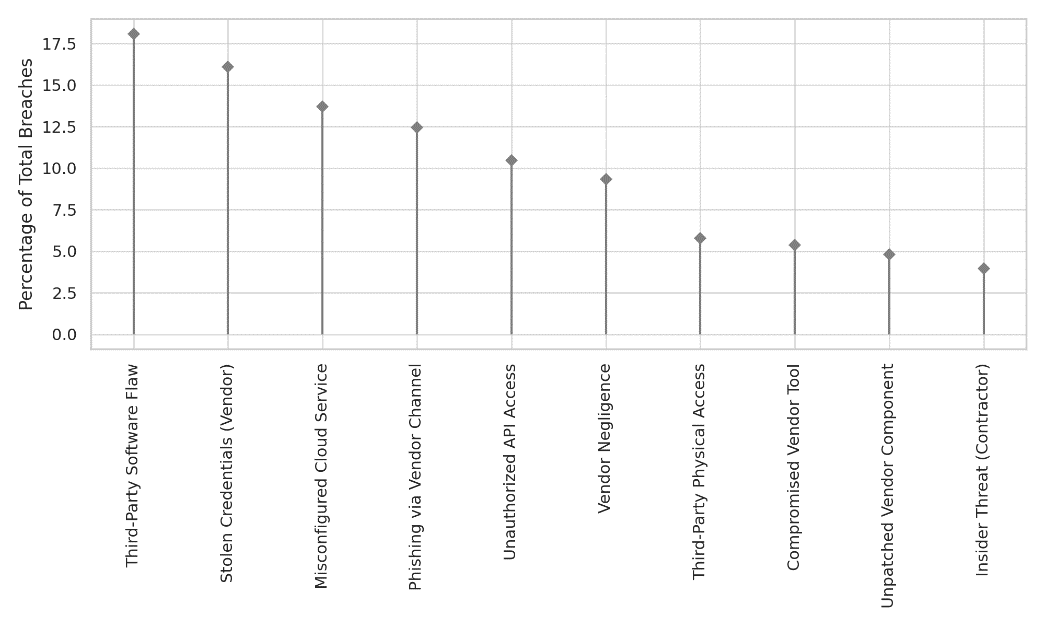 Percentage of Total Breaches
17.5
15.0
12.5
10.0
7.5
5.0
2.5
0.0
Third-Party Software Flaw
Stolen Credentials (Vendor)
Misconfigured Cloud Service
Phishing via Vendor Channel
Unauthorized API Access
Vendor Negligence
Third-Party Physical Access
Compromised Vendor Tool
Unpatched Vendor Component
Insider Threat (Contractor)